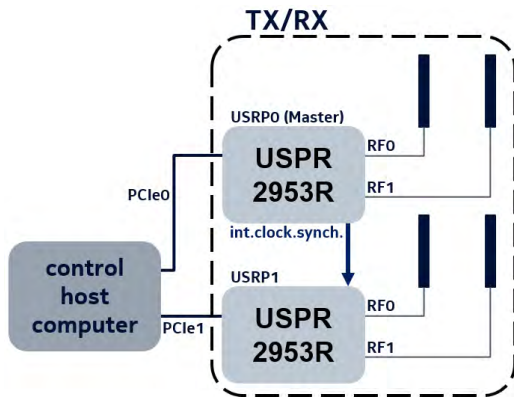 TX/RX
USRP0 (Master)
USPR
2953R
RF0
RF1
PCIe0
int.clock.synch.
control
host
computer
PCIe1
USRP1
USPR
2953R
RF0
RF1